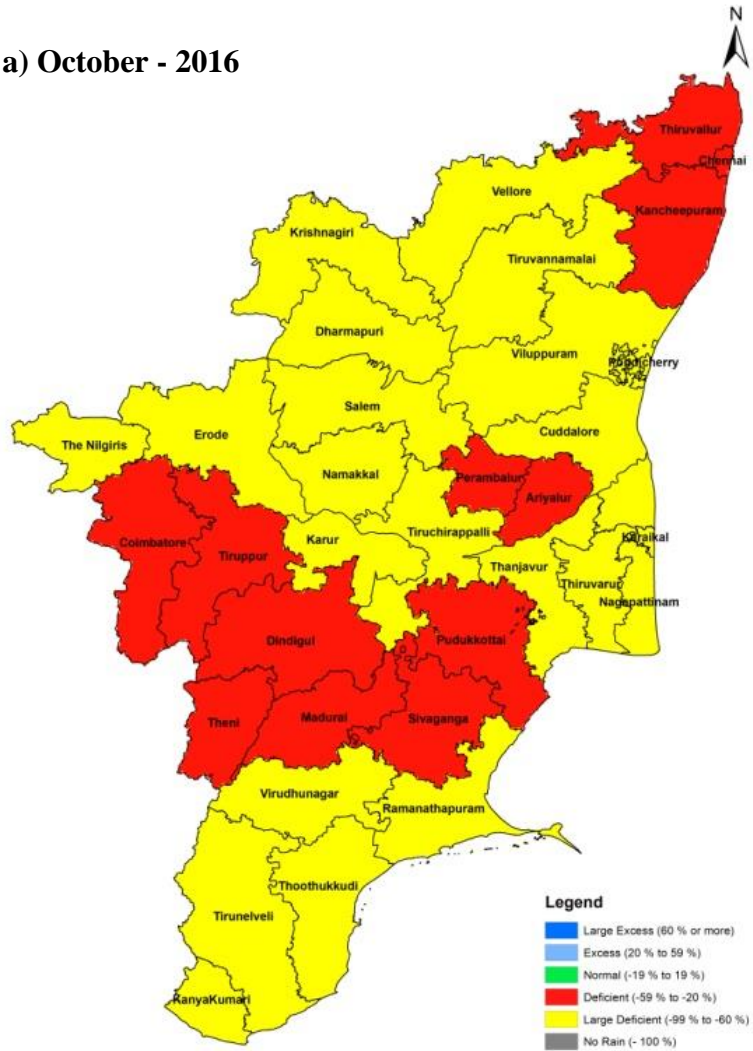 N
a) October - 2016
Thiruvallur
Chennai
Vellore
Kancheepuram
Krishnagiri
Tiruvannamalai
Dharmapuri
Viluppuram
Puducherry
Salem
Erode
Cuddalore
The Nilgiris
Namakkal
Perambalur
Ariyalur
Tiruchirappalli
Karur
Karaikal
Coimbatore
Tiruppur
Thanjavur
Thiruvarur
Nagapattinam
Dindigul
Pudukkottai
Theni
Madurai
Sivaganga
Virudhunagar
Ramanathapuram
Thoothukkudi
Tirunelveli
KanyaKumari
Legend
Large Excess (60 % or more)
Excess (20 % to 59 %)
Normal (-19 % to 19 %)
Deficient (-59 % to -20 %)
Large Deficient (-99 % to -60 %)
No Rain (- 100 %)